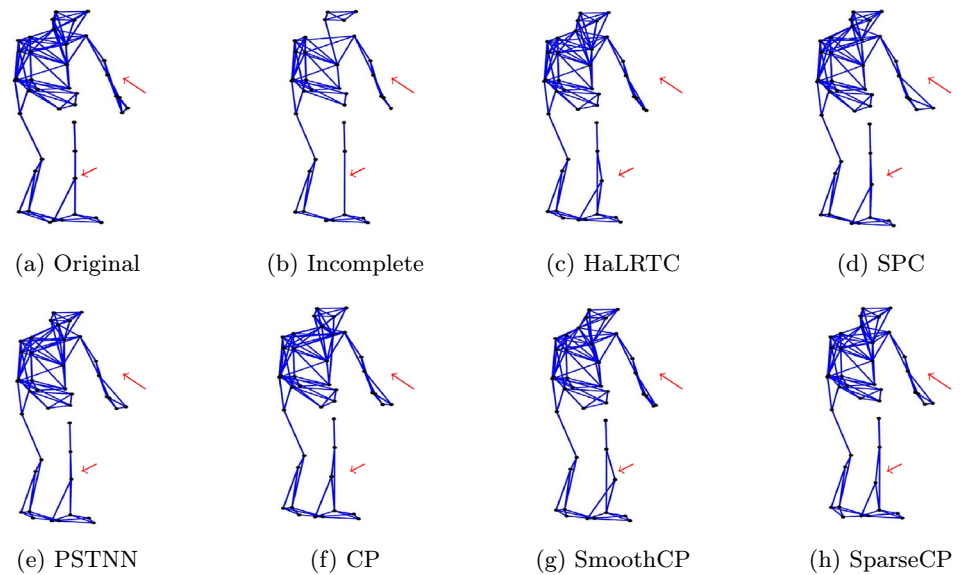 (a) Original (b) Incomplete (c) HaLRTC (d) SPC
(e) PSTNN (f) CP (g) SmoothCP (h) SparseCP